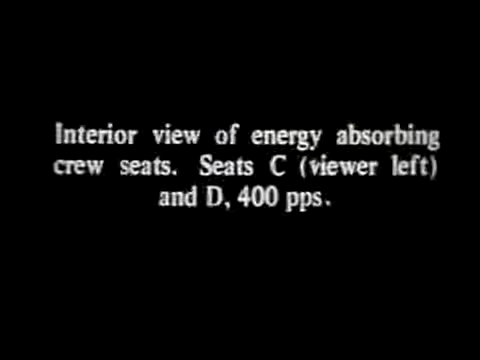 Interior view of energy absorbing
crew seats. Seats C (viewer left)
and D, 400 pps.